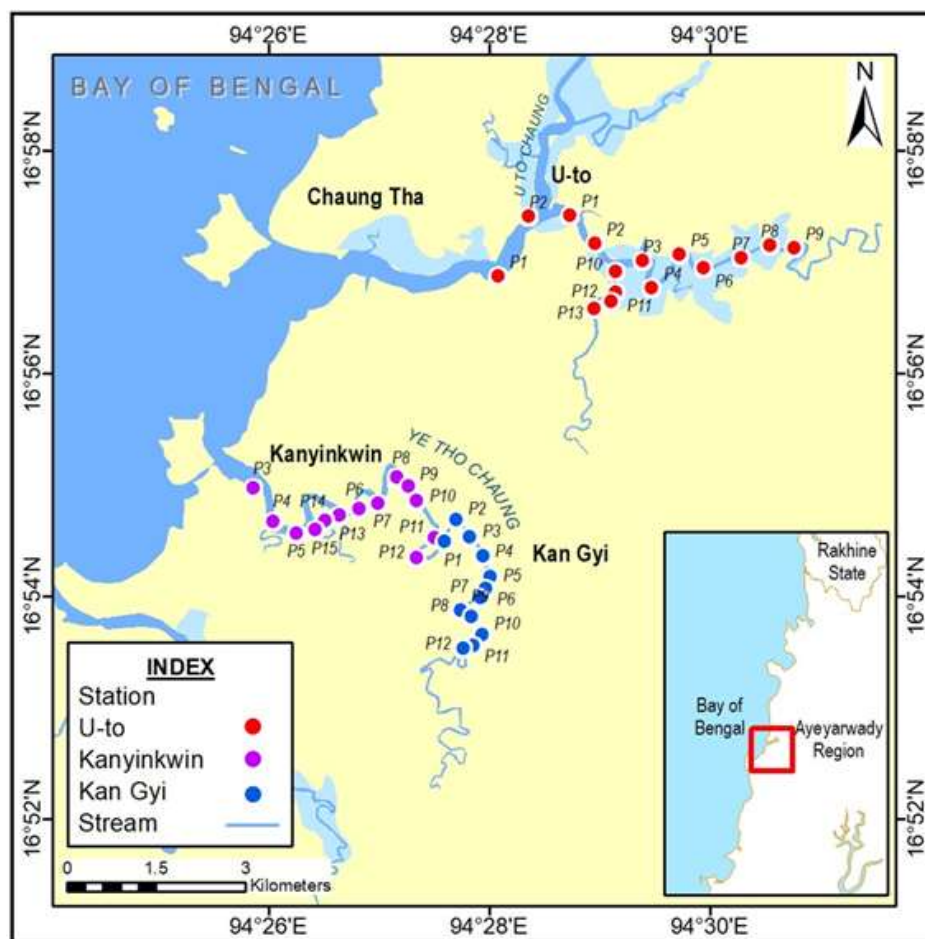 94°26'E 94°28'E 94°30'E
BAY OF BENGAL
N
16°58'N
16°58'N
U TO CHAUNG
U-to
Chaung Tha
P2
P1
P2
P3
P5
P8
P9
P10
P7
P1
P4
P6
P12
P11
P13
16°56'N
16°56'N
Kanyinkwin
YE THO CHAUNG
P8
P3
P9
P6
P10
P4
P14
P7
P2
P11
P13
P3
P5
P15
P12
P1
P4
Kan Gyi
P5
P7
P6
P8
P10
P12
P11
16°54'N
16°54'N
Rakhine
State
INDEX
Station
U-to
Kanyinkwin
Kan Gyi
Stream
Bay of
Bengal
Ayeyarwady
Region
16°52'N
16°52'N
0 1.5 3
Kilometers
94°26'E 94°28'E 94°30'E